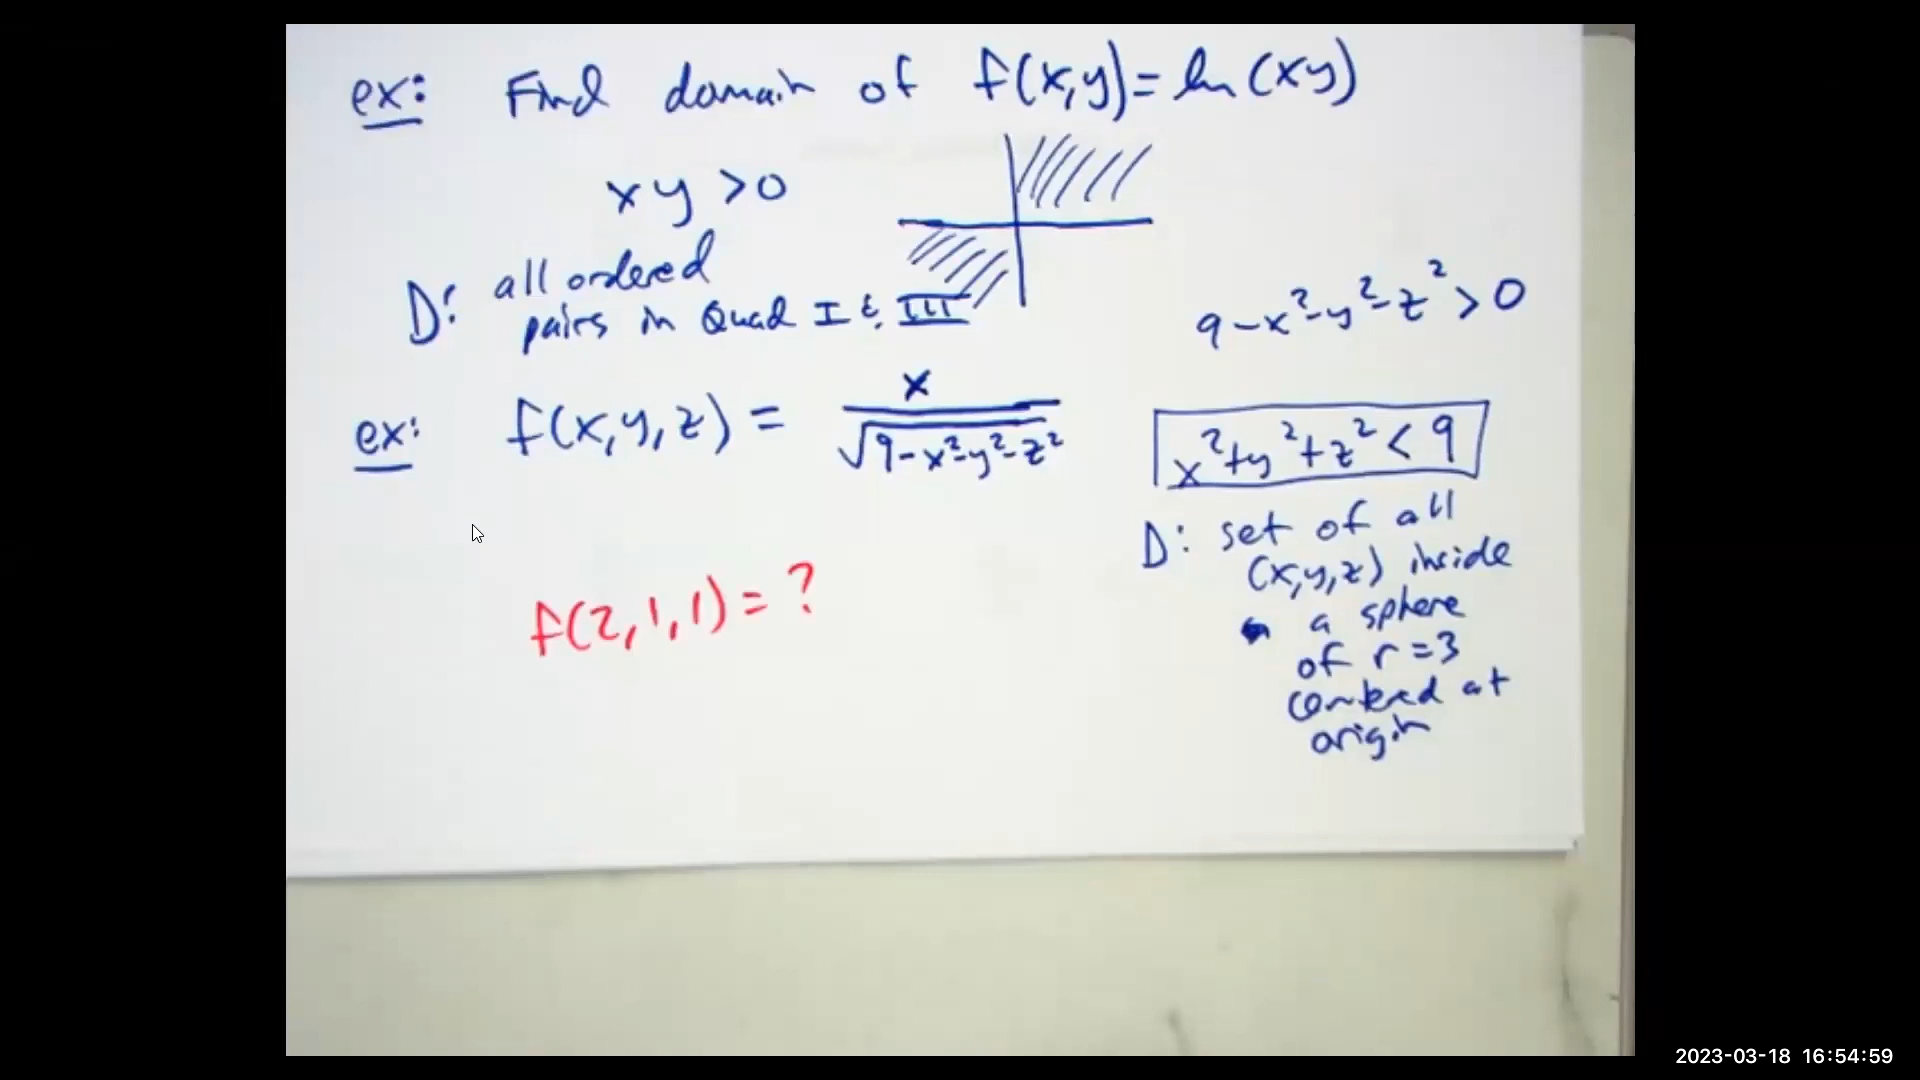 ex: Find domain of f(x,y)= ln(xy)
xy >0
D: all ordered
pairs in Quad I & III
9-x²-y²-z² > 0
ex: f(x,y,z) = x / √9-x²-y²-z²
x²+y²+z² < 9
D: set of all
(x,y,z) inside
a sphere
of r=3
centered at
origin
f(2,1,1)= ?
2023-03-18 16:54:59